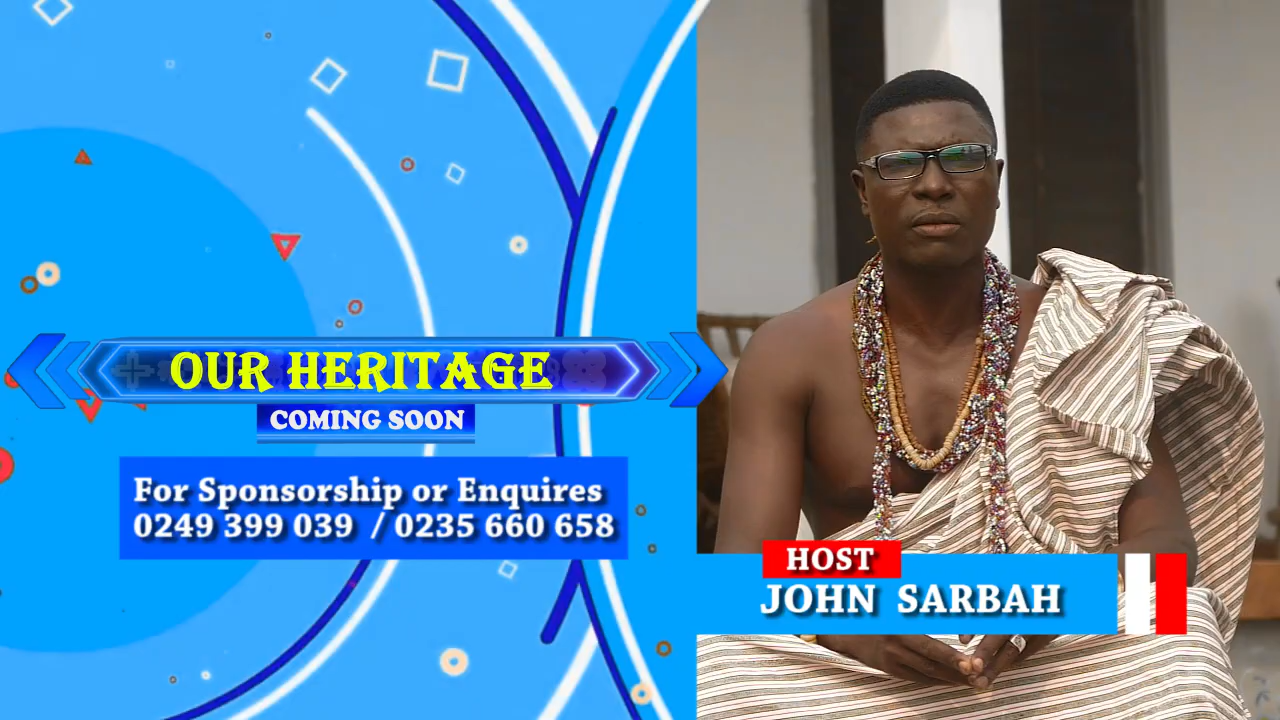 OUR HERITAGE
COMING SOON
For Sponsorship or Enquires
0249 399 039 / 0235 660 658
HOST
JOHN SARBAH